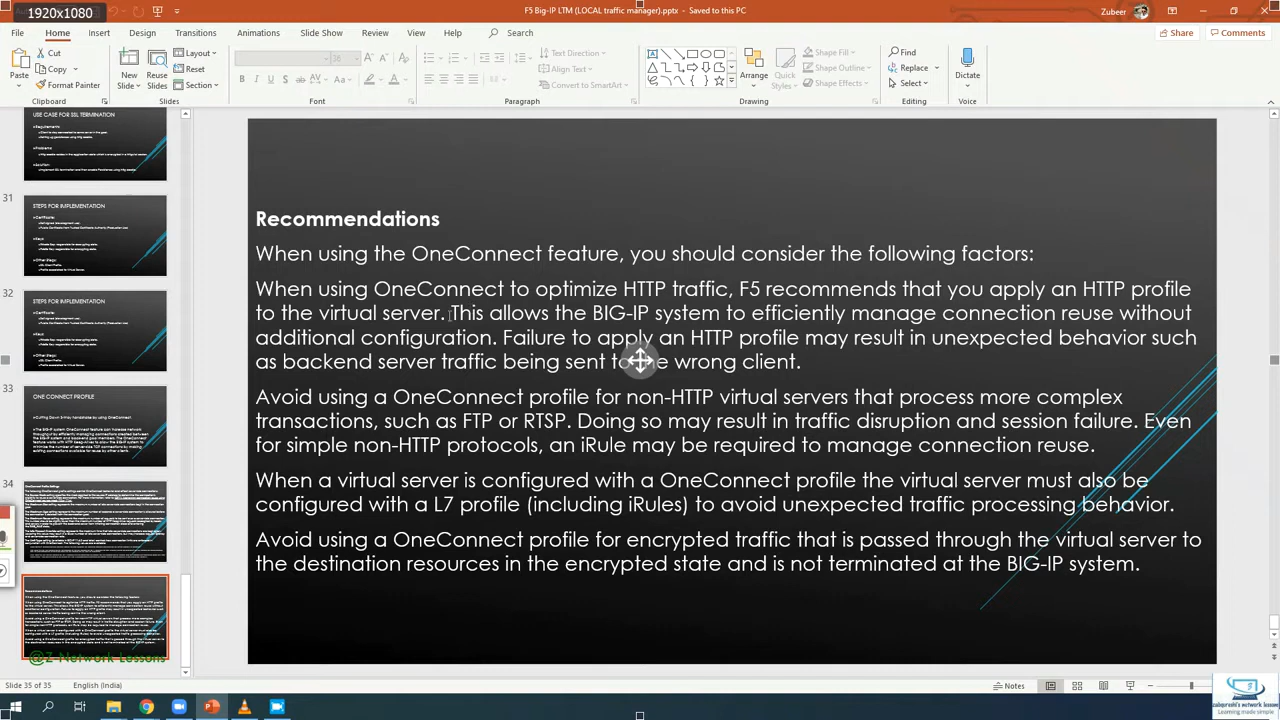 1920x1080
F5 Big-IP LTM (LOCAL traffic manager).pptx - Saved to this PC
Zubeer
File Home Insert Design Transitions Animations Slide Show Review View Help Search
Share Comments
Cut
Copy
Format Painter
Paste
New Slide
Reuse Slides
Layout
Reset
Section
38
Text Direction
Align Text
Convert to SmartArt
Arrange
Quick Styles
Shape Fill
Shape Outline
Shape Effects
Find
Replace
Select
Dictate
Clipboard Slides Font Paragraph Drawing Editing Voice
USE CASE FOR SSL TERMINATION
31
STEPS FOR IMPLEMENTATION
32
STEPS FOR IMPLEMENTATION
33
ONE CONNECT PROFILE
34
Recommendations
When using the OneConnect feature, you should consider the following factors:
When using OneConnect to optimize HTTP traffic, F5 recommends that you apply an HTTP profile
to the virtual server. This allows the BIG-IP system to efficiently manage connection reuse without
additional configuration. Failure to apply an HTTP profile may result in unexpected behavior such
as backend server traffic being sent to the wrong client.
Avoid using a OneConnect profile for non-HTTP virtual servers that process more complex
transactions such as FTP or RTSP. Doing so may result in traffic disruption and session failure. Even
for simple non-HTTP protocols, an iRule may be required to manage connection reuse.
When a virtual server is configured with a OneConnect profile the virtual server must also be
configured with a L7 profile (including iRules) to avoid unexpected traffic processing behavior.
Avoid using a OneConnect profile for encrypted traffic that is passed through the virtual server to
the destination resources in the encrypted state and is not terminated at the BIG-IP system.
@Z Network Lessons
Slide 35 of 35 English (India)
Notes
Learning made simple